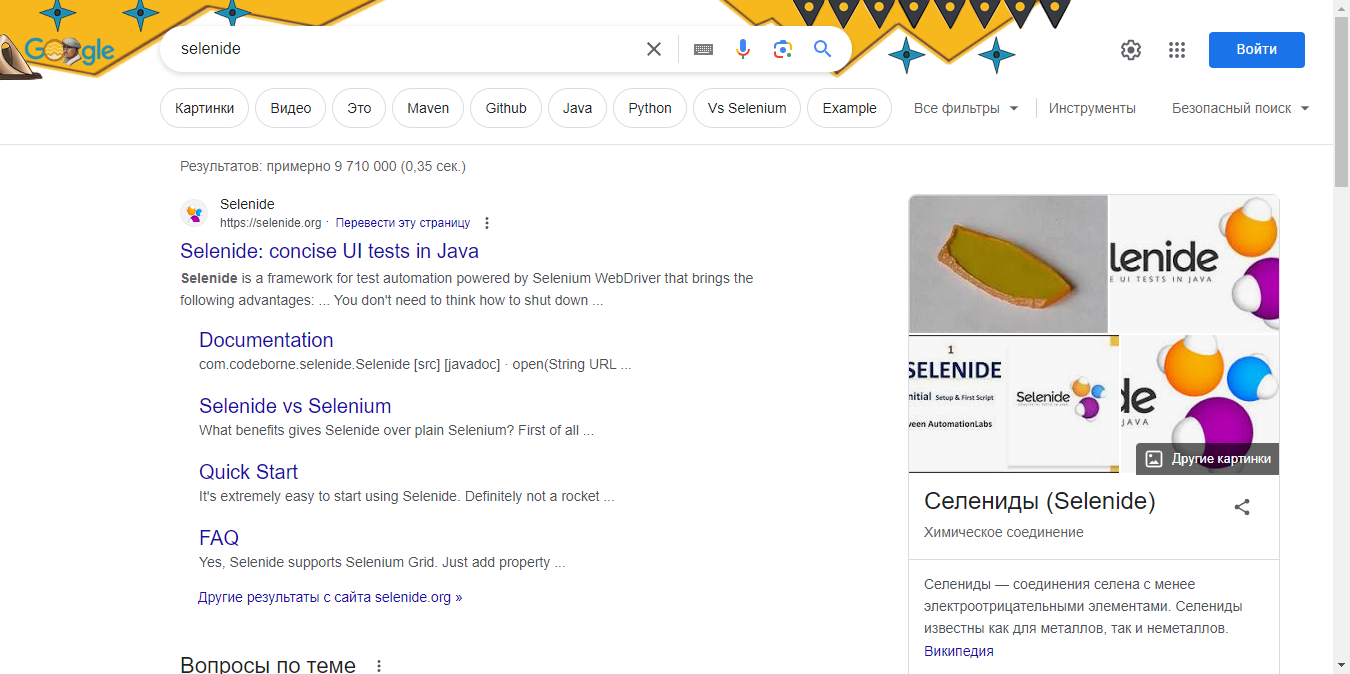 Google
selenide
Войти
Картинки
Видео
Это
Maven
Github
Java
Python
Vs Selenium
Example
Все фильтры
Инструменты
Безопасный поиск
Результатов: примерно 9 710 000 (0,35 сек.)
Selenide
https://selenide.org · Перевести эту страницу
Selenide: concise UI tests in Java
Selenide is a framework for test automation powered by Selenium WebDriver that brings the
following advantages: ... You don't need to think how to shut down ...
Documentation
com.codeborne.selenide.Selenide [src] [javadoc] · open(String URL ...
Selenide vs Selenium
What benefits gives Selenide over plain Selenium? First of all ...
Quick Start
It's extremely easy to start using Selenide. Definitely not a rocket ...
FAQ
Yes, Selenide supports Selenium Grid. Just add property ...
Другие результаты с сайта selenide.org »
Вопросы по теме
lenide
E UI TESTS IN JAVA
1
SELENIDE
nitial Setup & First Script
veen AutomationLabs
Selenide
de
JAVA
Другие картинки
Селениды (Selenide)
Химическое соединение
Селениды — соединения селена с менее
электроотрицательными элементами. Селениды
известны как для металлов, так и неметаллов.
Википедия